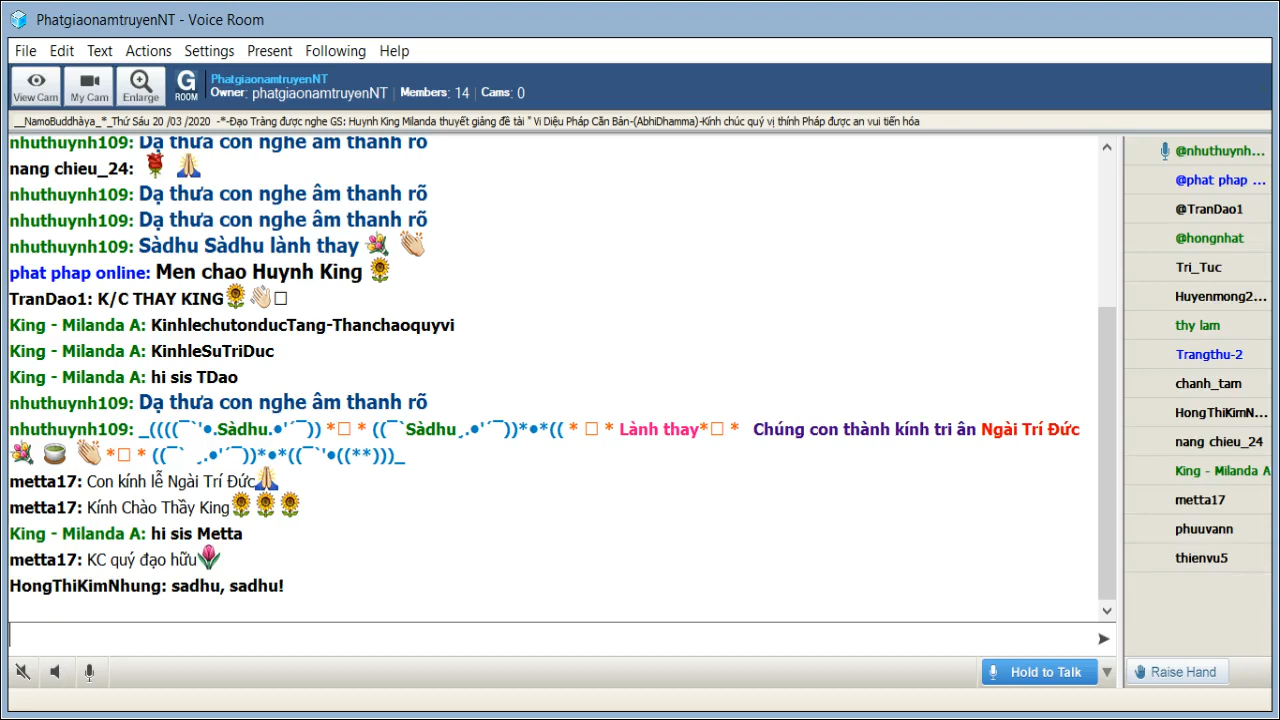 PhatgiaonamtruyenNT - Voice Room
File Edit Text Actions Settings Present Following Help
View Cam My Cam Enlarge G ROOM
PhatgiaonamtruyenNT
Owner: phatgiaonamtruyenNT | Members: 14 | Cams: 0
__NamoBuddhàya_*_Thứ Sáu 20 /03 /2020 -*-Đạo Tràng được nghe GS: Huynh King Milanda thuyết giảng đề tài " Vi Diệu Pháp Căn Bản-(AbhiDhamma)-Kính chúc quý vị thính Pháp được an vui tiến hóa
nhuthuynh109: Dạ thưa con nghe âm thanh rõ
nang chieu_24: 🌹 🙏
nhuthuynh109: Dạ thưa con nghe âm thanh rõ
nhuthuynh109: Dạ thưa con nghe âm thanh rõ
nhuthuynh109: Sàdhu Sàdhu lành thay 💐 👏
phat phap online: Men chao Huynh King 🌻
TranDao1: K/C THAY KING🌻 👋□
King - Milanda A: KinhlechutonducTang-Thanchaoquyvi
King - Milanda A: KinhleSuTriDuc
King - Milanda A: hi sis TDao
nhuthuynh109: Dạ thưa con nghe âm thanh rõ
nhuthuynh109: _((((¯`'●.Sàdhu.●'´¯)) *□ * ((¯`Sàdhu¸.●'´¯))*●*(( * □ * Lành thay*□ * Chúng con thành kính tri ân Ngài Trí Đức
💐 🍵 👏 *□ * ((¯` ¸.●'´¯))*●*((¯`'●((**)))_
metta17: Con kính lễ Ngài Trí Đức🙏
metta17: Kính Chào Thầy King🌻🌻🌻
King - Milanda A: hi sis Metta
metta17: KC quý đạo hữu🌷
HongThiKimNhung: sadhu, sadhu!
Hold to Talk
@nhuthuynh...
@phat phap ...
@TranDao1
@hongnhat
Tri_Tuc
Huyenmong2...
thy lam
Trangthu-2
chanh_tam
HongThiKimN...
nang chieu_24
King - Milanda A
metta17
phuuvann
thienvu5
Raise Hand